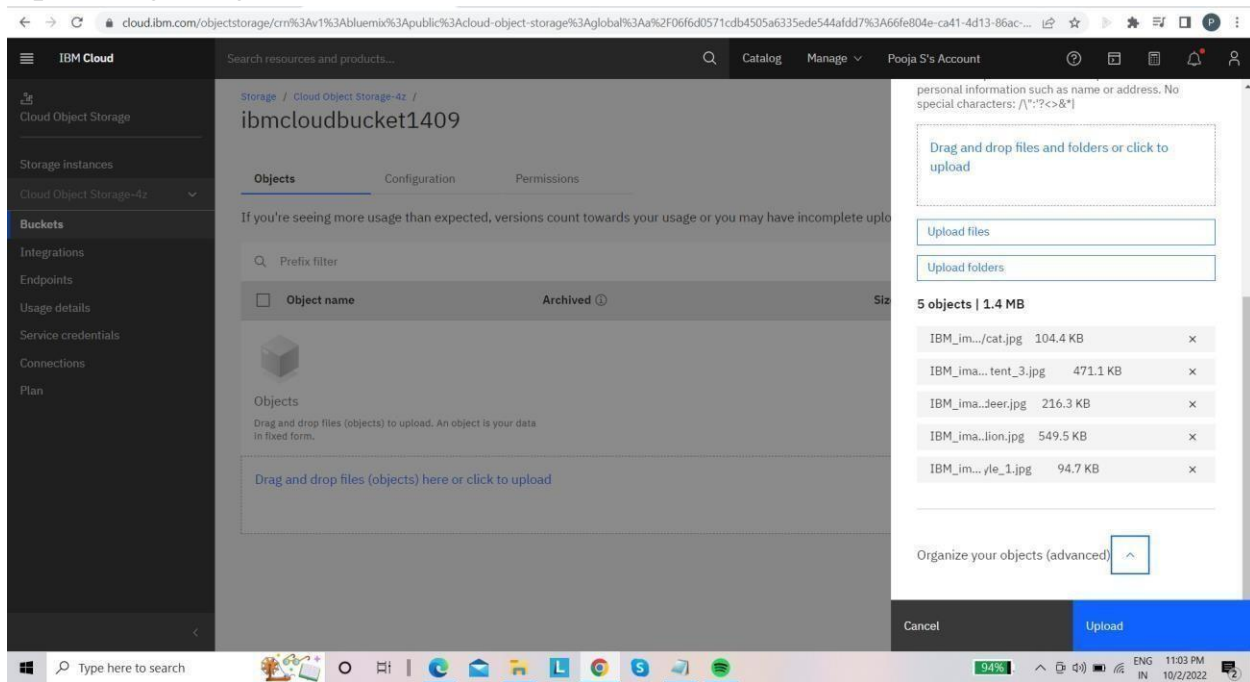 cloud.ibm.com/objectstorage/crn%3Av1%3Abluemix%3Apublic%3Acloud-object-storage%3Aglobal%3Aa%2F06f6d0571cdb4505a6335ede544afdd7%3A66fe804e-ca41-4d13-86ac-...
P
IBM Cloud
Search resources and products...
Catalog
Manage
Pooja S's Account
Cloud Object Storage
Storage instances
Cloud Object Storage-4z
Buckets
Integrations
Endpoints
Usage details
Service credentials
Connections
Plan
Storage / Cloud Object Storage-4z /
ibmcloudbucket1409
Objects Configuration Permissions
If you're seeing more usage than expected, versions count towards your usage or you may have incomplete uplo
Prefix filter
Object name Archived Siz
Objects
Drag and drop files (objects) to upload. An object is your data
in fixed form.
Drag and drop files (objects) here or click to upload
personal information such as name or address. No
special characters: /\":'?<>&*|
Drag and drop files and folders or click to
upload
Upload files
Upload folders
5 objects | 1.4 MB
IBM_im.../cat.jpg 104.4 KB
IBM_ima... tent_3.jpg 471.1 KB
IBM_ima..deer.jpg 216.3 KB
IBM_ima..lion.jpg 549.5 KB
IBM_im... yle_1.jpg 94.7 KB
Organize your objects (advanced)
Cancel
Upload
Type here to search
L
S
94%
ENG
IN
11:03 PM
10/2/2022
2